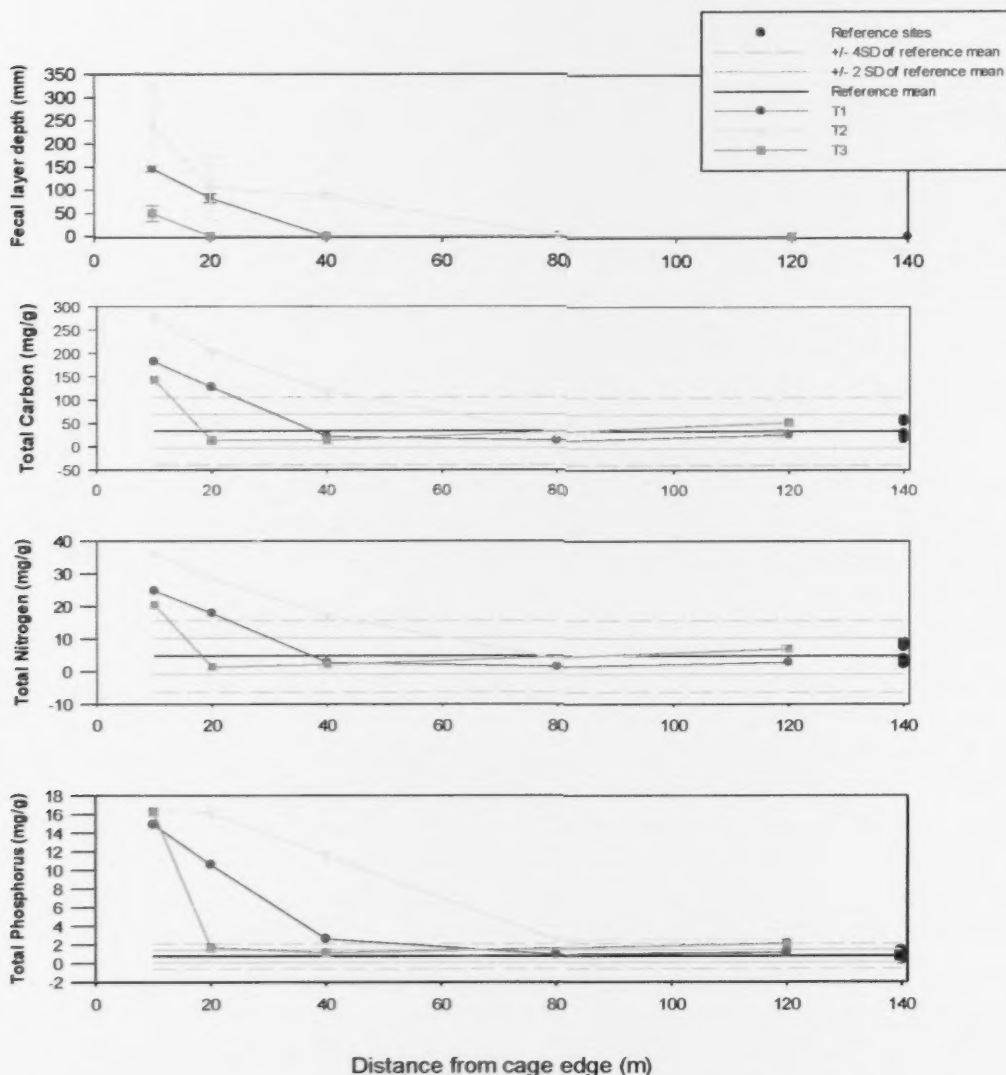 Reference sites
+/- 4SD of reference mean
+/- 2 SD of reference mean
Reference mean
T1
T2
T3
Fecal layer depth (mm)
350
300
250
200
150
100
50
0
0 20 40 60 80 100 120 140
Total Carbon (mg/g)
300
250
200
150
100
50
0
-50
0 20 40 60 80 100 120 140
Total Nitrogen (mg/g)
40
30
20
10
0
-10
0 20 40 60 80 100 120 140
Total Phosphorus (mg/g)
18
16
14
12
10
8
6
4
2
0
-2
0 20 40 60 80 100 120 140
Distance from cage edge (m)